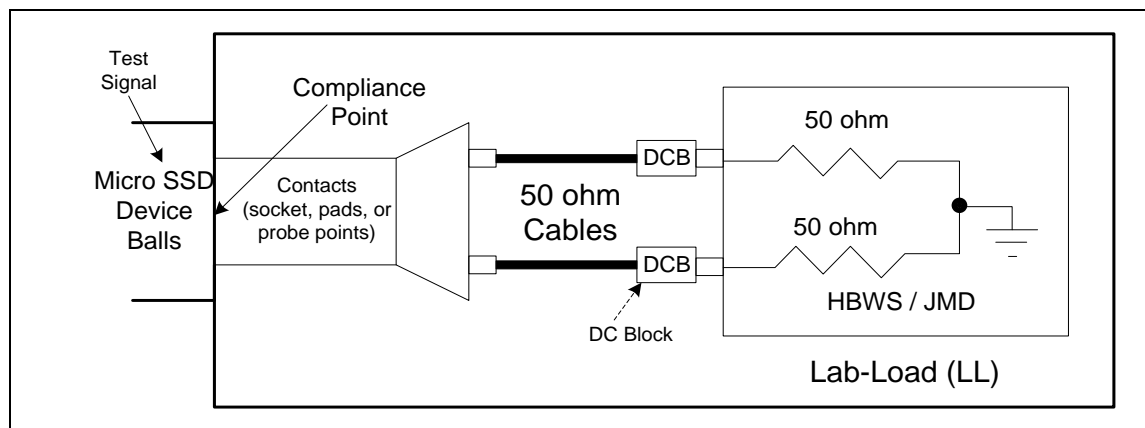 Test
Signal
Compliance
Point
Micro SSD
Device
Balls
Contacts
(socket, pads, or
probe points)
50 ohm
Cables
DCB
DCB
DC Block
50 ohm
50 ohm
HBWS / JMD
Lab-Load (LL)